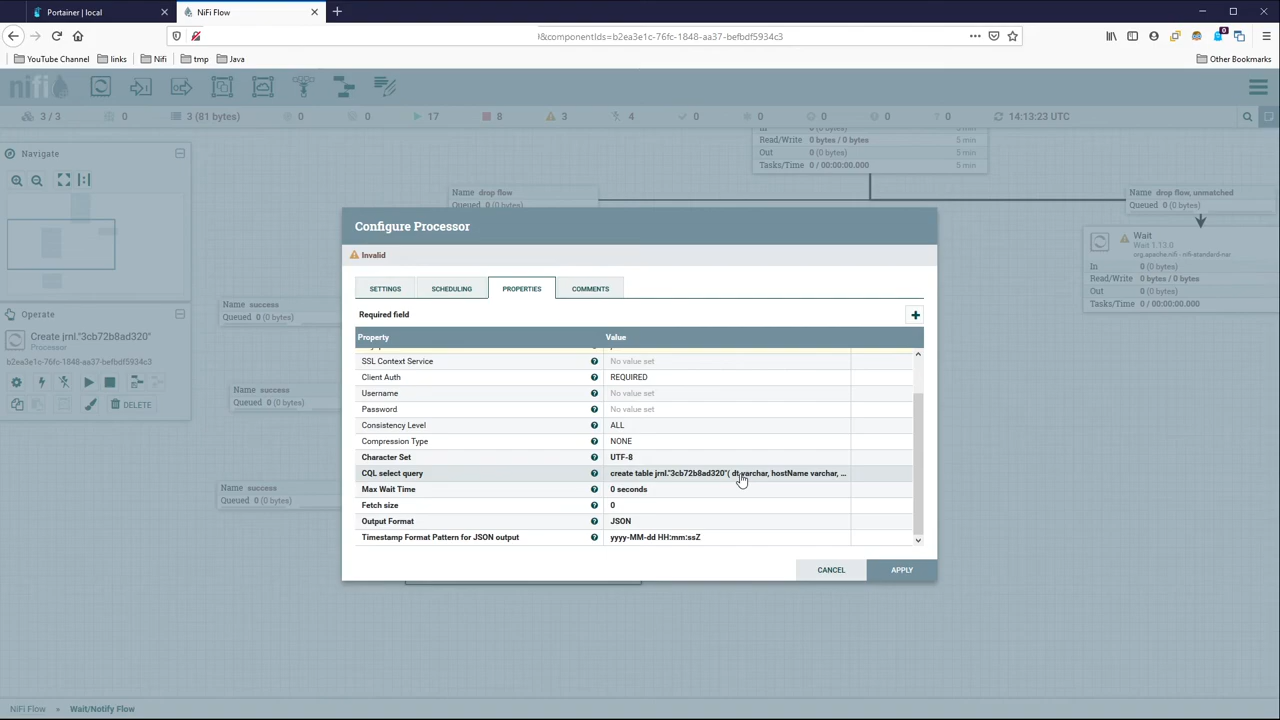 Portainer | local
NiFi Flow
&componentIds=b2ea3e1c-76fc-1848-aa37-befbdf5934c3
YouTube Channel
links
Nifi
tmp
Java
Other Bookmarks
nifi
3 / 3
0
3 (81 bytes)
0
0
17
8
3
4
0
0
0
0
0
14:13:23 UTC
Navigate
Operate
Create jrnl."3cb72b8ad320"
Processor
b2ea3e1c-76fc-1848-aa37-befbdf5934c3
DELETE
In 0 (0 bytes) 5 min
Read/Write 0 bytes / 0 bytes 5 min
Out 0 (0 bytes) 5 min
Tasks/Time 0 / 00:00:00.000 5 min
Name drop flow
Queued 0 (0 bytes)
Name drop flow, unmatched
Queued 0 (0 bytes)
Wait
Wait 1.13.0
org.apache.nifi - nifi-standard-nar
In 0 (0 bytes)
Read/Write 0 bytes / 0 bytes
Out 0 (0 bytes)
Tasks/Time 0 / 00:00:00.000
Name success
Queued 0 (0 bytes)
Name success
Queued 0 (0 bytes)
Name success
Queued 0 (0 bytes)
Configure Processor
Invalid
SETTINGS
SCHEDULING
PROPERTIES
COMMENTS
Required field
Property Value
SSL Context Service No value set
Client Auth REQUIRED
Username No value set
Password No value set
Consistency Level ALL
Compression Type NONE
Character Set UTF-8
CQL select query create table jrnl."3cb72b8ad320"( dt varchar, hostName varchar, ...
Max Wait Time 0 seconds
Fetch size 0
Output Format JSON
Timestamp Format Pattern for JSON output yyyy-MM-dd HH:mm:ssZ
CANCEL
APPLY
NiFi Flow
Wait/Notify Flow